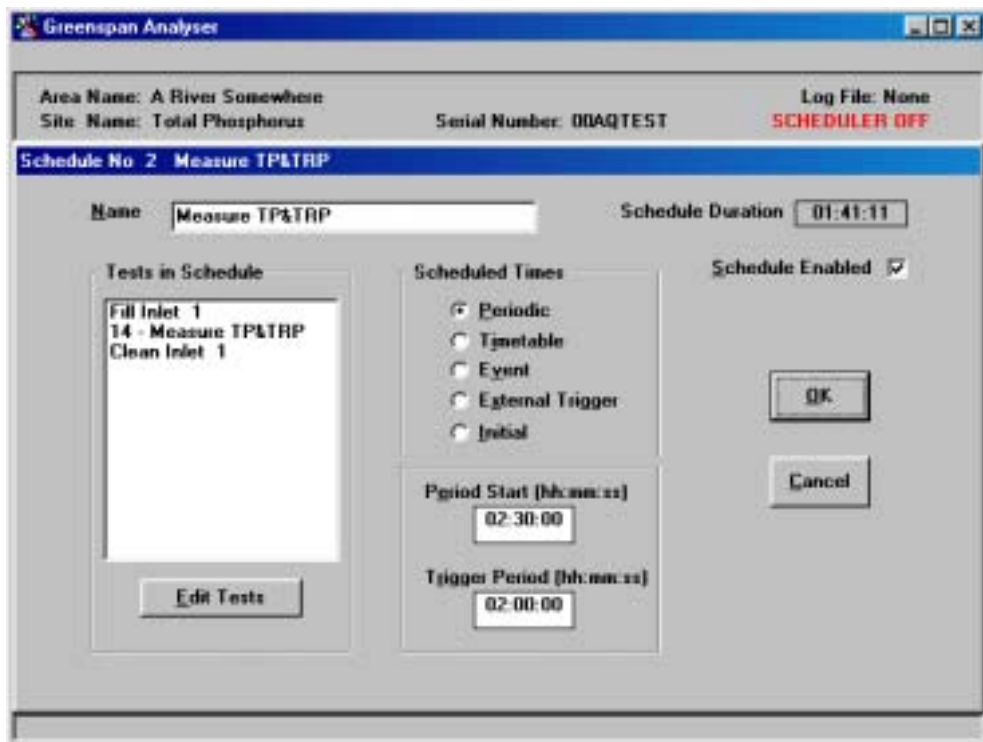 Greenspan Analyser
Area Name: A River Somewhere
Log File: None
Site Name: Total Phosphorus
Serial Number: 00AQTEST
SCHEDULER OFF
Schedule No 2 Measure TP&TRP
Name
Measure TP&TRP
Schedule Duration
01:41:11
Tests in Schedule
Fill Inlet 1
14 - Measure TP&TRP
Clean Inlet 1
Edit Tests
Scheduled Times
Periodic
Timetable
Event
External Trigger
Initial
Period Start (hh:mm:ss)
02:30:00
Trigger Period (hh:mm:ss)
02:00:00
Schedule Enabled
OK
Cancel